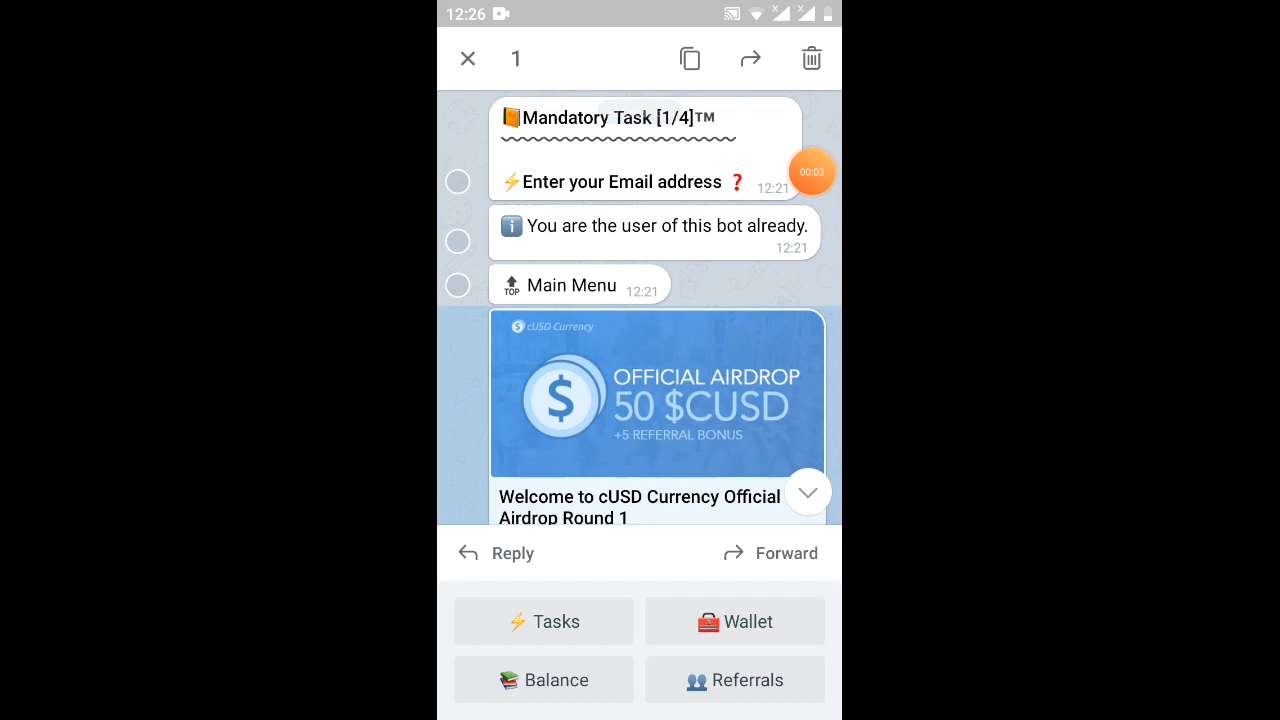 12:26
1
📙Mandatory Task [1/4]™
⚡Enter your Email address ❓ 12:21
00:03
ℹ️ You are the user of this bot already.
12:21
🔝 Main Menu 12:21
$ cUSD Currency
OFFICIAL AIRDROP
$ 50 $CUSD
+5 REFERRAL BONUS
Welcome to cUSD Currency Official
Airdrop Round 1
Reply Forward
⚡ Tasks 🧰 Wallet
📚 Balance 👥 Referrals